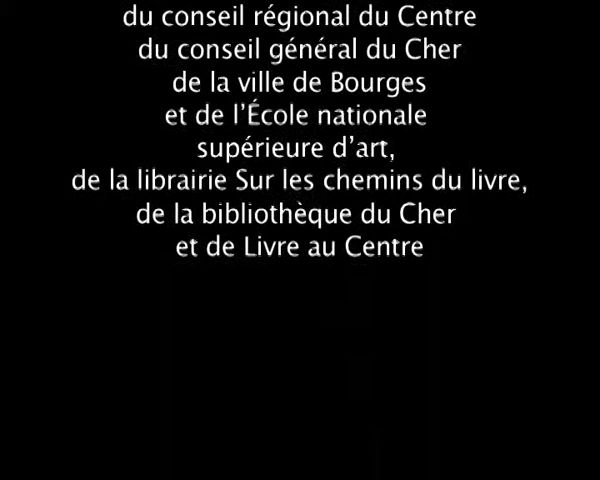 du conseil régional du Centre
du conseil général du Cher
de la ville de Bourges
et de l’École nationale
supérieure d’art,
de la librairie Sur les chemins du livre,
de la bibliothèque du Cher
et de Livre au Centre